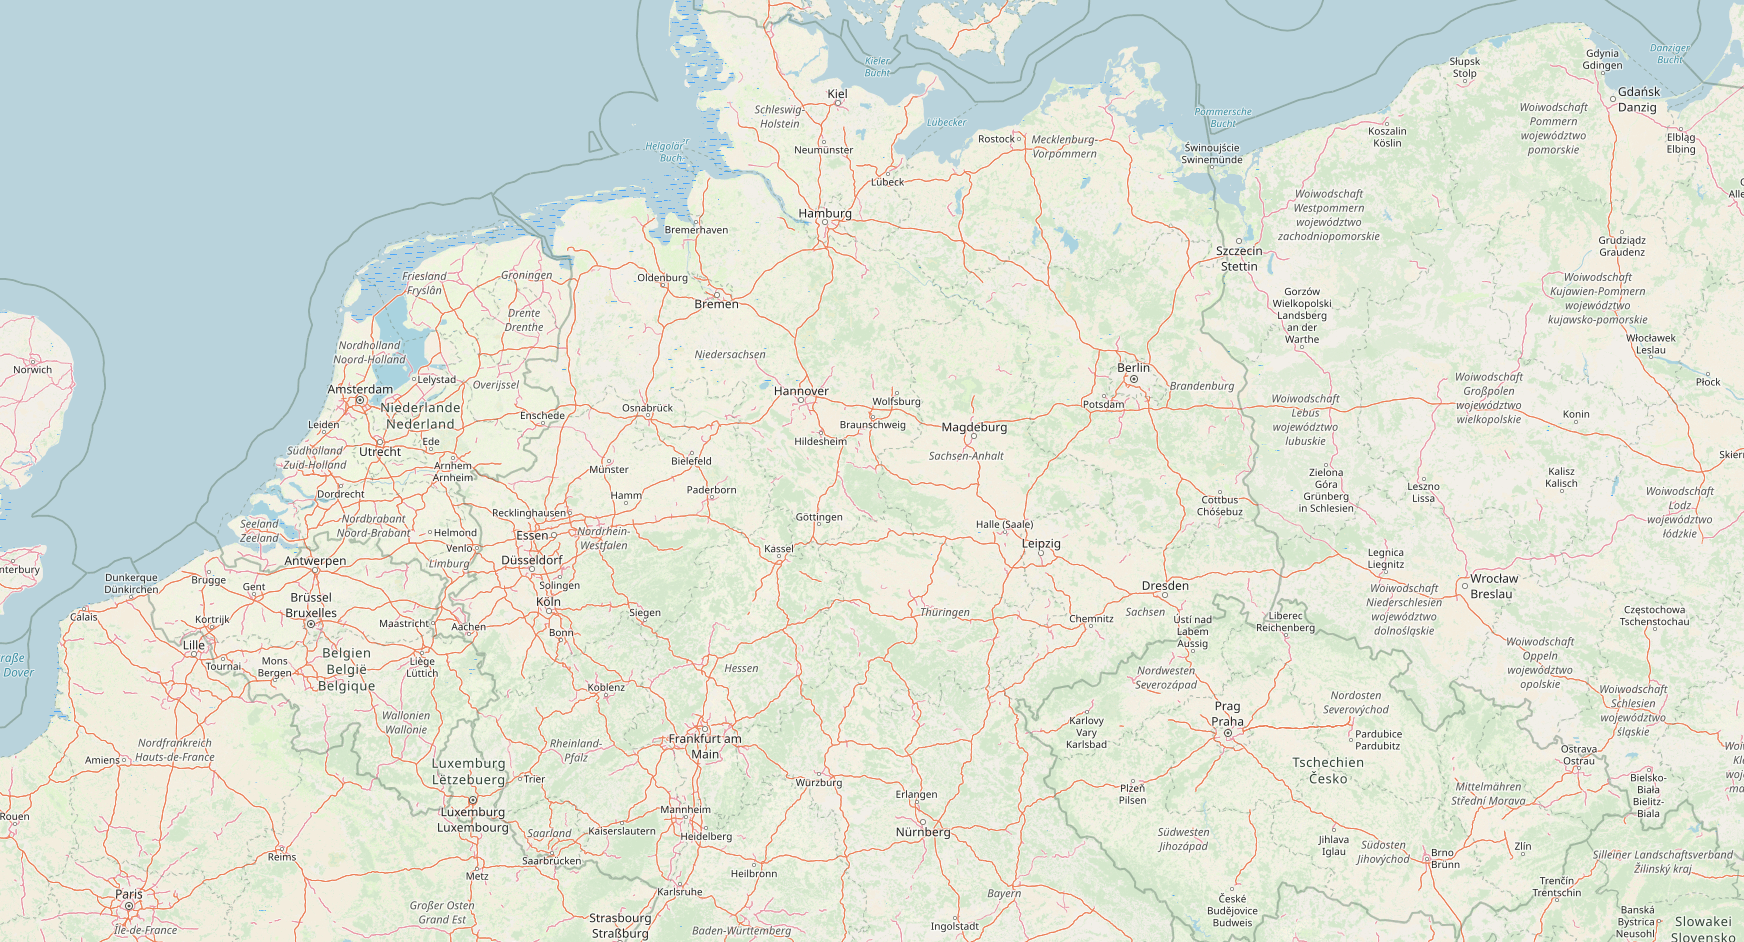 Kieler
Bucht
Słupsk
Stolp
Gdynia
Gdingen
Danziger
Bucht
Kiel
Gdańsk
Danzig
Schleswig-
Holstein
Lübecker
Pommersche
Bucht
Woiwodschaft
Pommern
województwo
pomorskie
Koszalin
Köslin
Elbląg
Elbing
Rostock
Mecklenburg-
Vorpommern
Neumünster
Świnoujście
Swinemünde
Lübeck
Woiwodschaft
Westpommern
województwo
zachodniopomorskie
Hamburg
Bremerhaven
Szczecin
Stettin
Grudziądz
Graudenz
Friesland
Fryslân
Groningen
Oldenburg
Bremen
Gorzów
Wielkopolski
Landsberg
an der
Warthe
Woiwodschaft
Kujawien-Pommern
województwo
kujawsko-pomorskie
Drente
Drenthe
Nordholland
Noord-Holland
Niedersachsen
Włocławek
Leslau
Norwich
Lelystad
Overijssel
Berlin
Brandenburg
Płock
Amsterdam
Hannover
Wolfsburg
Potsdam
Woiwodschaft
Großpolen
województwo
wielkopolskie
Niederlande
Nederland
Enschede
Osnabrück
Woiwodschaft
Lebus
województwo
lubuskie
Konin
Leiden
Braunschweig
Magdeburg
Ede
Utrecht
Hildesheim
Südholland
Zuid-Holland
Arnhem
Arnheim
Münster
Bielefeld
Sachsen-Anhalt
Zielona
Góra
Grünberg
in Schlesien
Kalisz
Kalisch
Leszno
Lissa
Dordrecht
Hamm
Paderborn
Cottbus
Chóśebuz
Woiwodschaft
Lodz
województwo
łódzkie
Seeland
Zeeland
Nordbrabant
Noord-Brabant
Recklinghausen
Göttingen
Halle (Saale)
Helmond
Essen
Nordrhein-
Westfalen
Leipzig
Venlo
Kassel
Limburg
Antwerpen
Düsseldorf
Legnica
Liegnitz
Dunkerque
Dünkirchen
Brugge
Gent
Solingen
Dresden
Wrocław
Breslau
Brüssel
Bruxelles
Köln
Woiwodschaft
Niederschlesien
województwo
dolnośląskie
Calais
Kortrijk
Maastricht
Aachen
Siegen
Thüringen
Chemnitz
Sachsen
Ústí nad
Labem
Aussig
Liberec
Reichenberg
Częstochowa
Tschenstochau
Bonn
Lille
Belgien
België
Belgique
Tournai
Mons
Bergen
Liège
Lüttich
Hessen
Nordwesten
Severozápad
Woiwodschaft
Oppeln
województwo
opolskie
Koblenz
Nordosten
Severovýchod
Woiwodschaft
Schlesien
województwo
śląskie
Wallonien
Wallonie
Karlovy
Vary
Karlsbad
Prag
Praha
Nordfrankreich
Hauts-de-France
Frankfurt am
Main
Pardubice
Pardubitz
Rheinland-
Pfalz
Amiens
Luxemburg
Lëtzebuerg
Trier
Würzburg
Tschechien
Česko
Ostrava
Ostrau
Erlangen
Plzeň
Pilsen
Mittelmähren
Střední Morava
Bielsko-
Biała
Bielitz-
Biala
Rouen
Luxemburg
Luxembourg
Mannheim
Saarland
Kaiserslautern
Heidelberg
Nürnberg
Südwesten
Jihozápad
Jihlava
Iglau
Südosten
Jihovýchod
Brno
Brünn
Zlín
Reims
Saarbrücken
Silleiner Landschaftsverband
Žilinský kraj
Metz
Heilbronn
Paris
Karlsruhe
Bayern
Trenčín
Trentschin
Großer Osten
Grand Est
České
Budějovice
Budweis
Strasbourg
Straßburg
Île-de-France
Baden-Württemberg
Ingolstadt
Banská
Bystrica
Neusohl
Slowakei
Slovensko